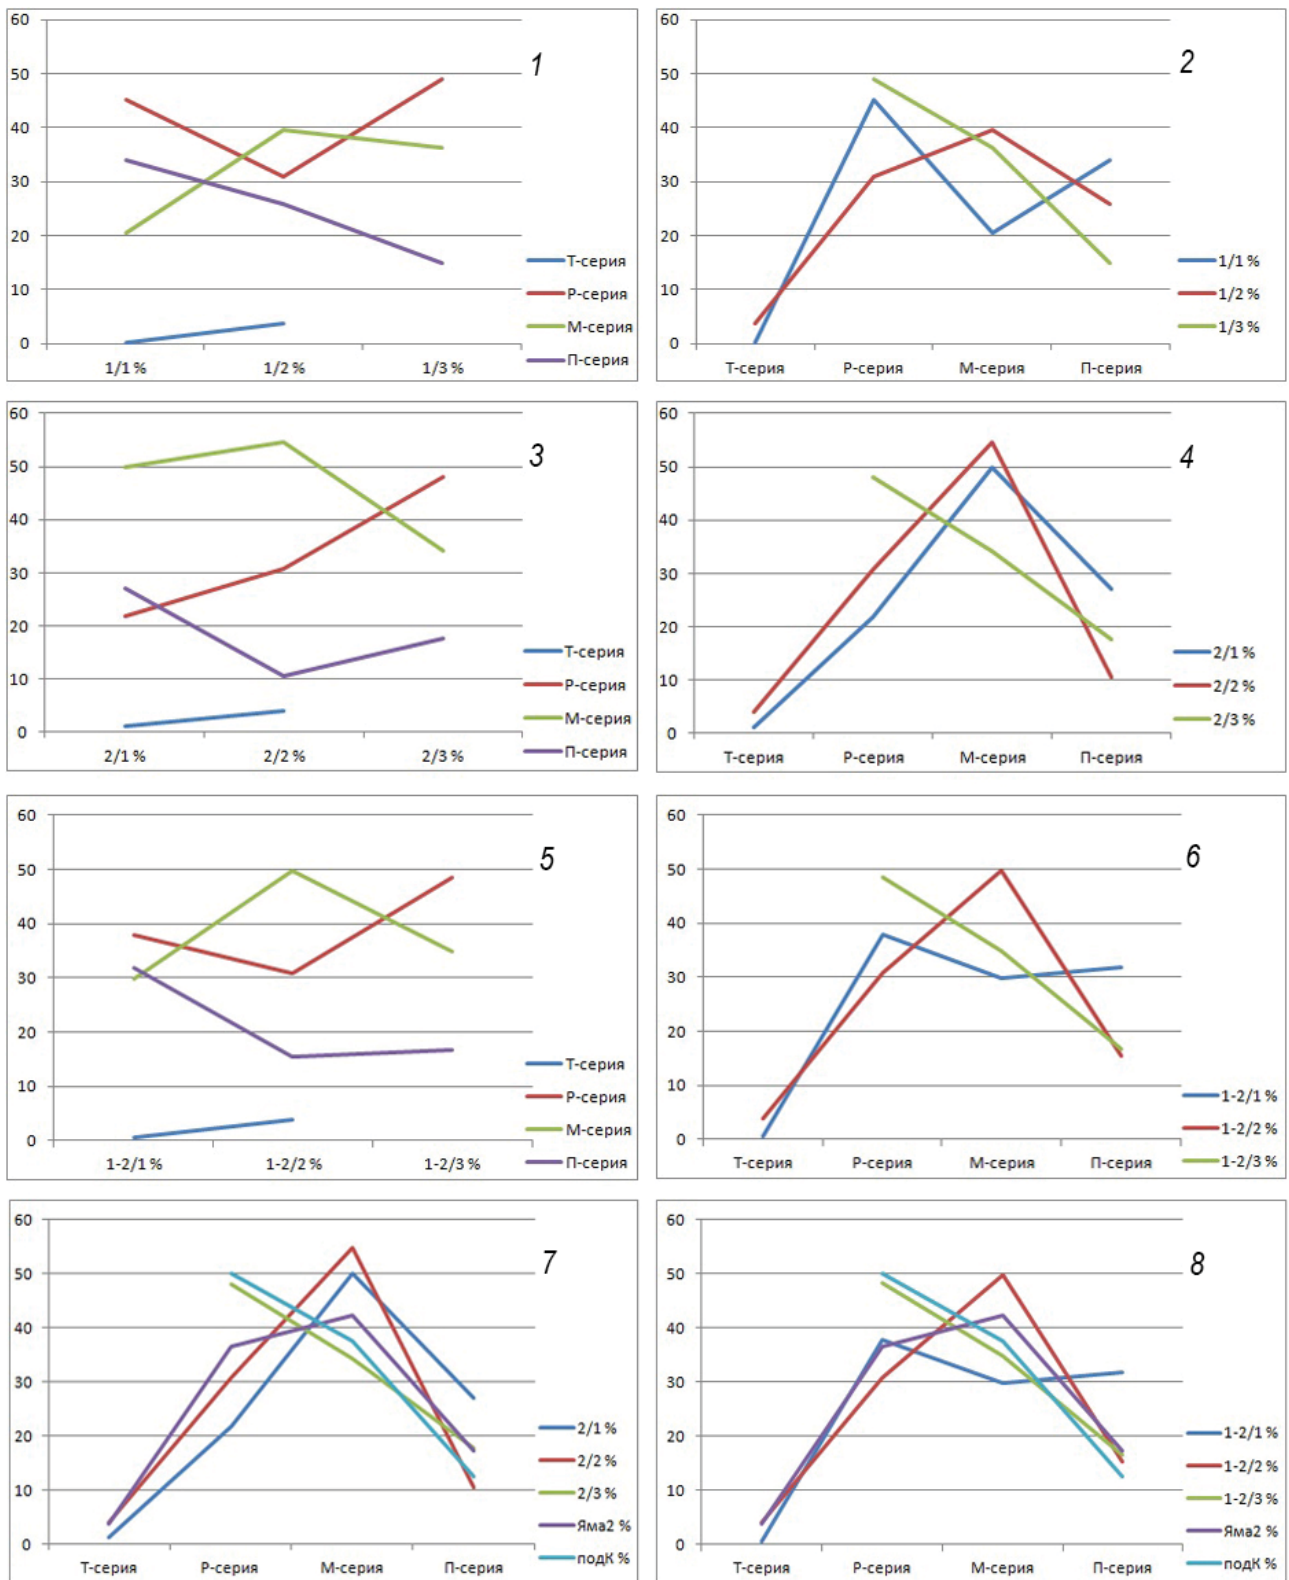 60
50
40
30
20
10
0
1
Т-серия
Р-серия
М-серия
П-серия
1/1 %
1/2 %
1/3 %
60
50
40
30
20
10
0
2
1/1 %
1/2 %
1/3 %
Т-серия
Р-серия
М-серия
П-серия
60
50
40
30
20
10
0
3
Т-серия
Р-серия
М-серия
П-серия
2/1 %
2/2 %
2/3 %
60
50
40
30
20
10
0
4
2/1 %
2/2 %
2/3 %
Т-серия
Р-серия
М-серия
П-серия
60
50
40
30
20
10
0
5
Т-серия
Р-серия
М-серия
П-серия
1-2/1 %
1-2/2 %
1-2/3 %
60
50
40
30
20
10
0
6
1-2/1 %
1-2/2 %
1-2/3 %
Т-серия
Р-серия
М-серия
П-серия
60
50
40
30
20
10
0
7
2/1 %
2/2 %
2/3 %
Яма2 %
подК %
Т-серия
Р-серия
М-серия
П-серия
60
50
40
30
20
10
0
8
1-2/1 %
1-2/2 %
1-2/3 %
Яма2 %
подК %
Т-серия
Р-серия
М-серия
П-серия